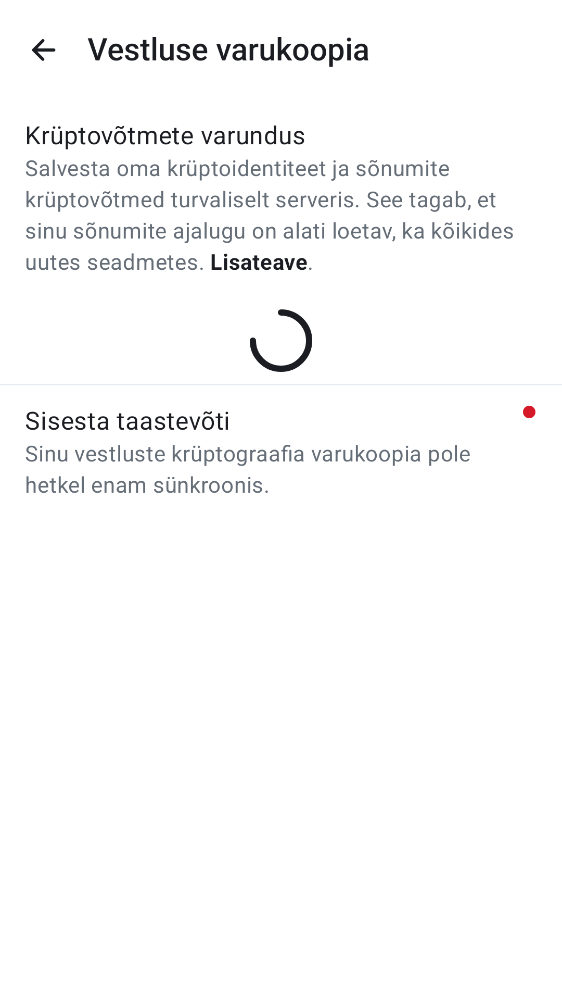 Vestluse varukoopia
Krüptovõtmete varundus
Salvesta oma krüptoidentiteet ja sõnumite
krüptovõtmed turvaliselt serveris. See tagab, et
sinu sõnumite ajalugu on alati loetav, ka kõikides
uutes seadmetes. Lisateave.
Sisesta taastevõti
Sinu vestluste krüptograafia varukoopia pole
hetkel enam sünkroonis.